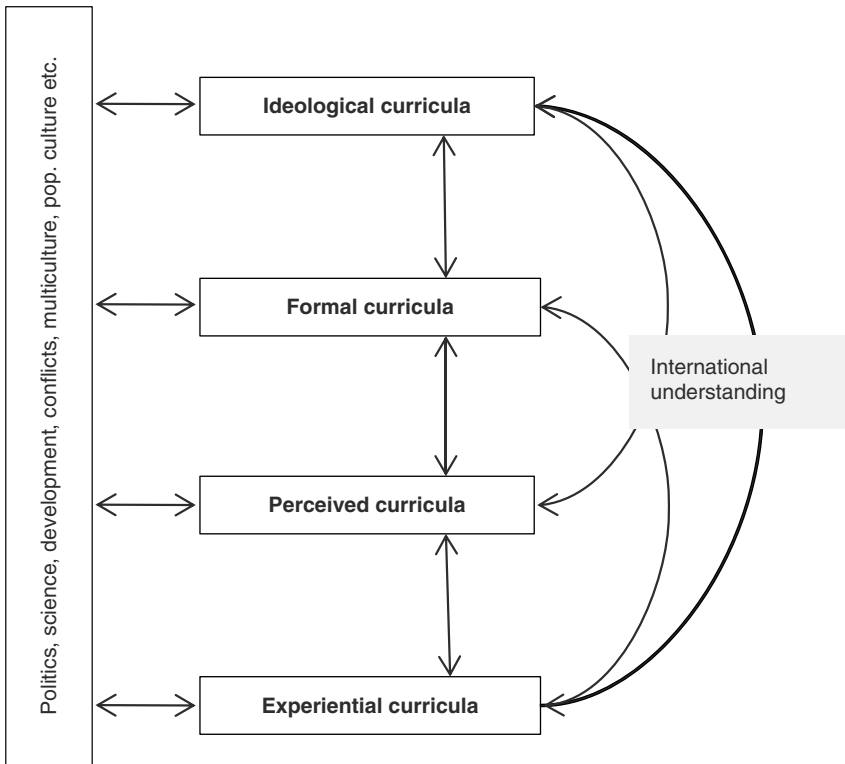 Politics, science, development, conflicts, multiculture, pop. culture etc.
Ideological curricula
Formal curricula
International
understanding
Perceived curricula
Experiential curricula